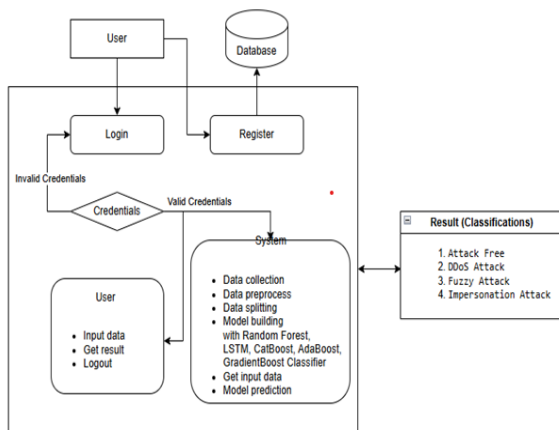 User
Database
Login
Register
Invalid Credentials
Credentials
Valid Credentials
System
• Data collection
• Data preprocess
• Data splitting
• Model building
with Random Forest,
LSTM, CatBoost, AdaBoost,
GradientBoost Classifier
• Get input data
• Model prediction
User
• Input data
• Get result
• Logout
Result (Classifications)
1. Attack Free
2. DDoS Attack
3. Fuzzy Attack
4. Impersonation Attack